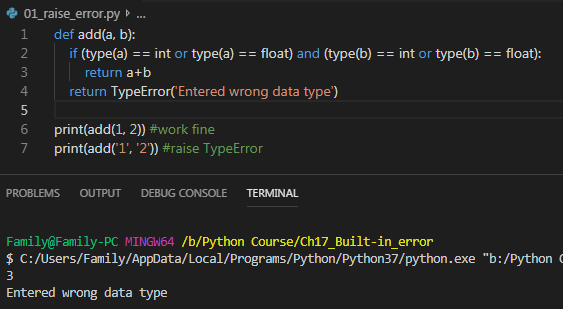 01_raise_error.py > ...
1 def add(a, b):
2 if (type(a) == int or type(a) == float) and (type(b) == int or type(b) == float):
3 return a+b
4 return TypeError('Entered wrong data type')
5
6 print(add(1, 2)) #work fine
7 print(add('1', '2')) #raise TypeError
PROBLEMS OUTPUT DEBUG CONSOLE TERMINAL
Family@Family-PC MINGW64 /b/Python Course/Ch17_Built-in_error
$ C:/Users/Family/AppData/Local/Programs/Python/Python37/python.exe "b:/Python
3
Entered wrong data type